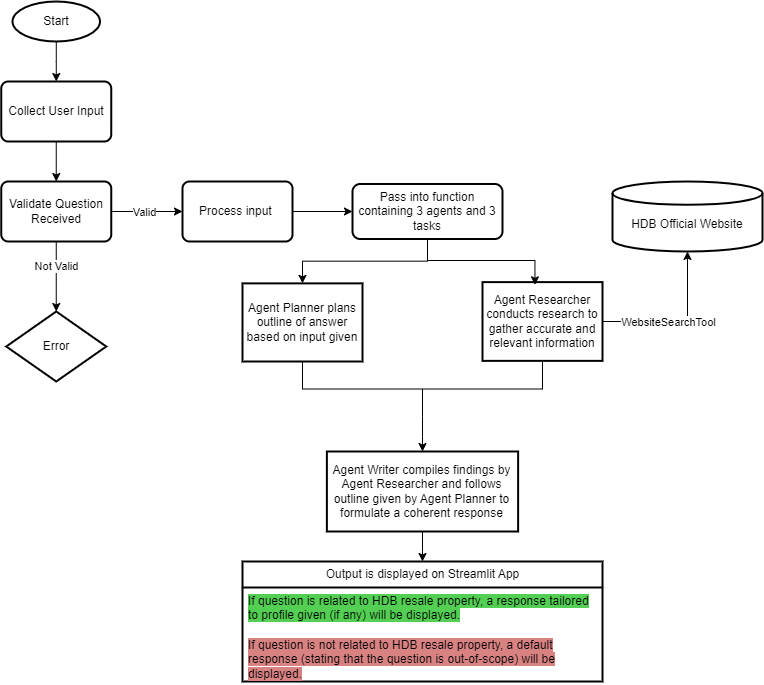 Start
Collect User Input
Validate Question
Received
Valid
Process input
Pass into function
containing 3 agents and 3
tasks
HDB Official Website
Not Valid
Error
Agent Planner plans
outline of answer
based on input given
Agent Researcher
conducts research to
gather accurate and
relevant information
WebsiteSearchTool
Agent Writer compiles findings by
Agent Researcher and follows
outline given by Agent Planner to
formulate a coherent response
Output is displayed on Streamlit App
If question is related to HDB resale property, a response tailored
to profile given (if any) will be displayed.
If question is not related to HDB resale property, a default
response (stating that the question is out-of-scope) will be
displayed.